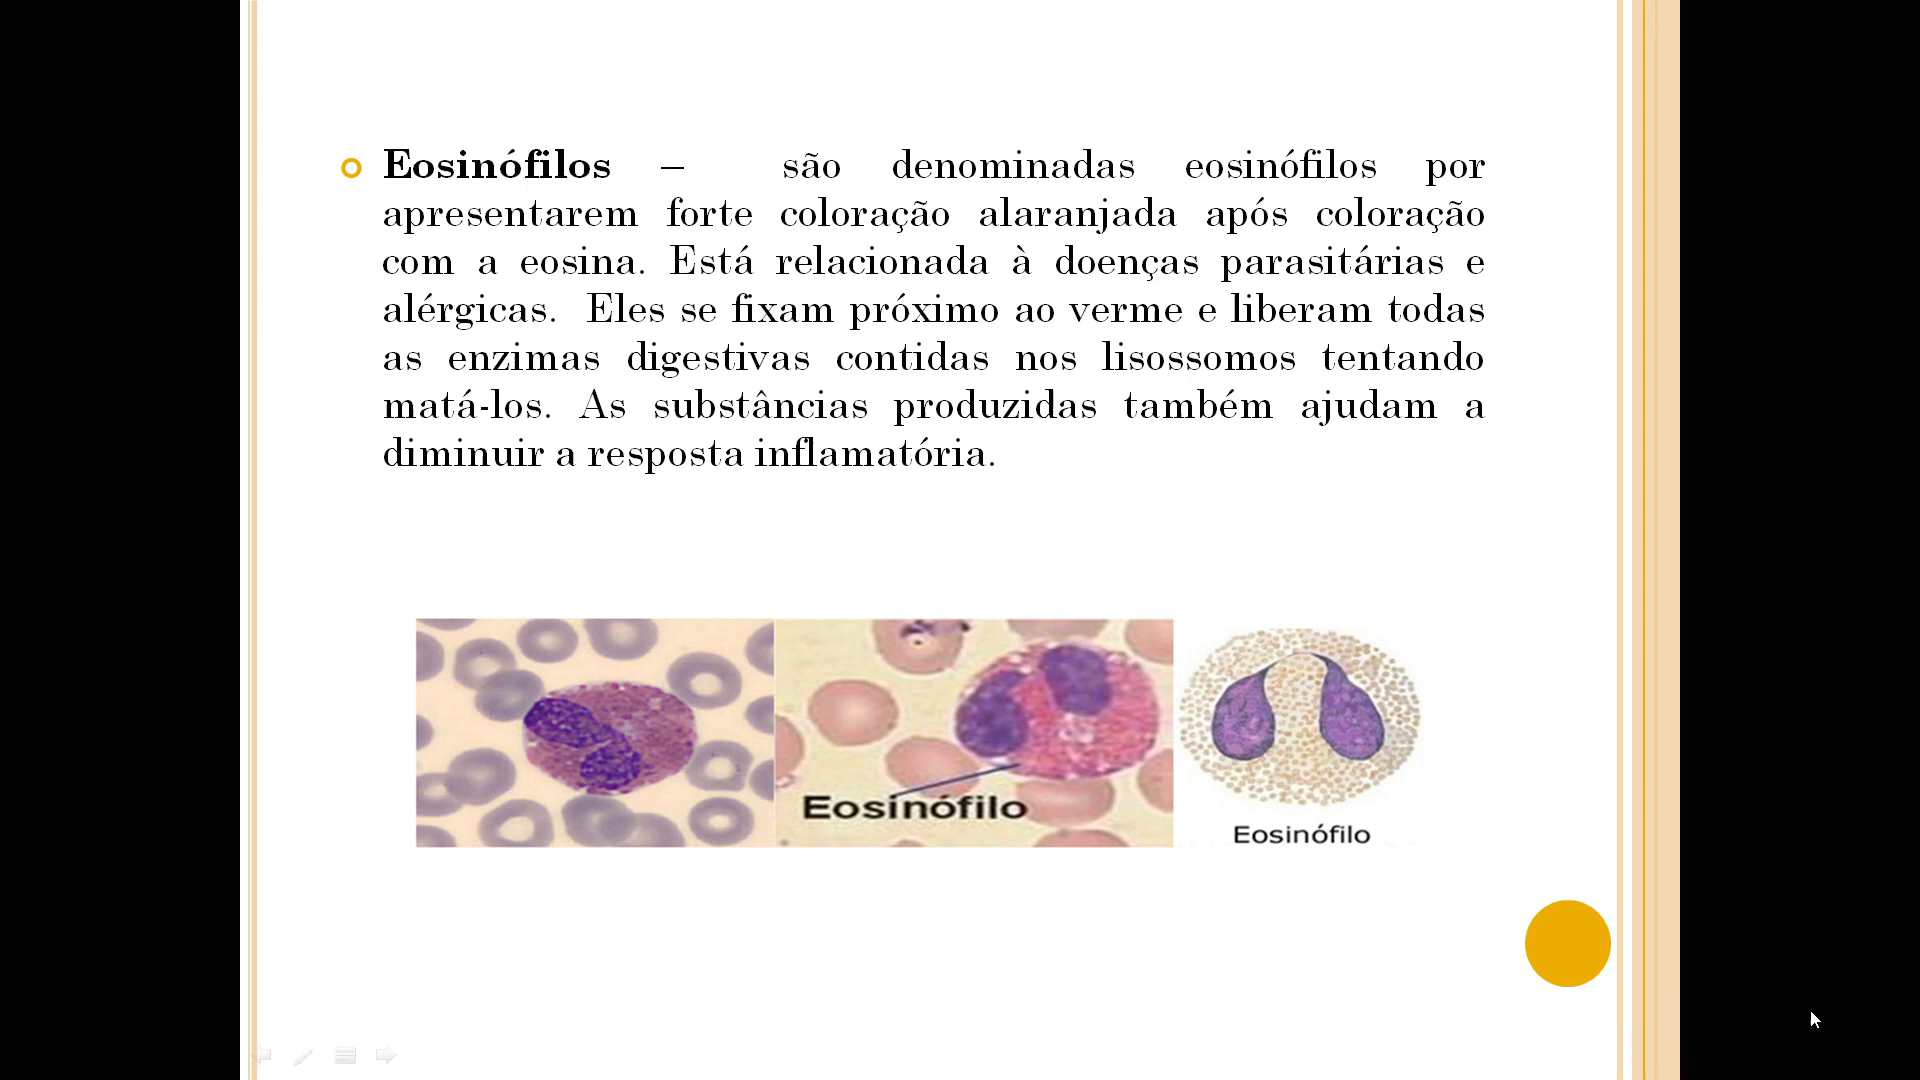 Eosinófilos – são denominadas eosinófilos por
apresentarem forte coloração alaranjada após coloração
com a eosina. Está relacionada à doenças parasitárias e
alérgicas. Eles se fixam próximo ao verme e liberam todas
as enzimas digestivas contidas nos lisossomos tentando
matá-los. As substâncias produzidas também ajudam a
diminuir a resposta inflamatória.
Eosinófilo
Eosinófilo